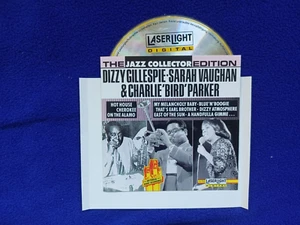 LASERLIGHT
DIGITAL
THE JAZZ COLLECTOR EDITION
DIZZY GILLESPIE·SARAH VAUGHAN
& CHARLIE 'BIRD' PARKER
HOT HOUSE
CHEROKEE
ON THE ALAMO
MY MELANCHOLY BABY · BLUE 'N' BOOGIE
THAT'S EARL BROTHER · DIZZY ATMOSPHERE
EAST OF THE SUN · A HANDFULLA GIMME . . .
LASERLIGHT